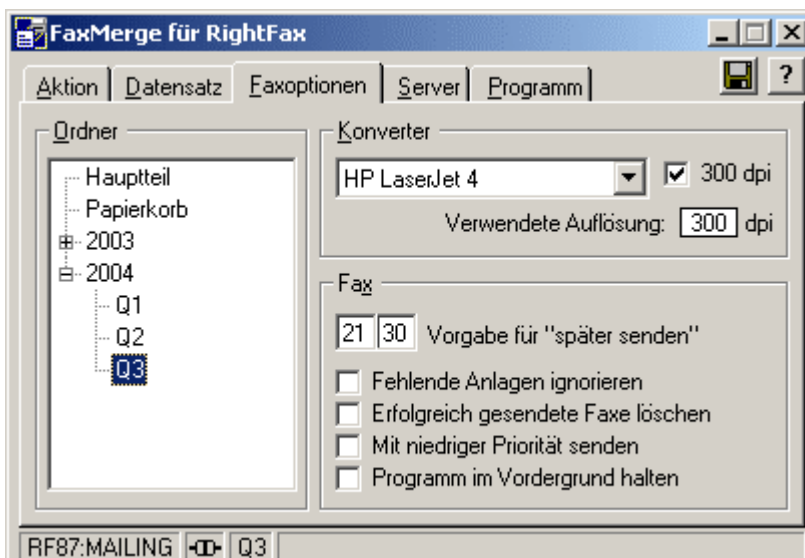 FaxMerge für RightFax
Aktion Datensatz Faxoptionen Server Programm ?
Ordner
Hauptteil
Papierkorb
2003
2004
Q1
Q2
Q3
Konverter
HP LaserJet 4 300 dpi
Verwendete Auflösung: 300 dpi
Fax
21 30 Vorgabe für "später senden"
Fehlende Anlagen ignorieren
Erfolgreich gesendete Faxe löschen
Mit niedriger Priorität senden
Programm im Vordergrund halten
RF87:MAILING Q3